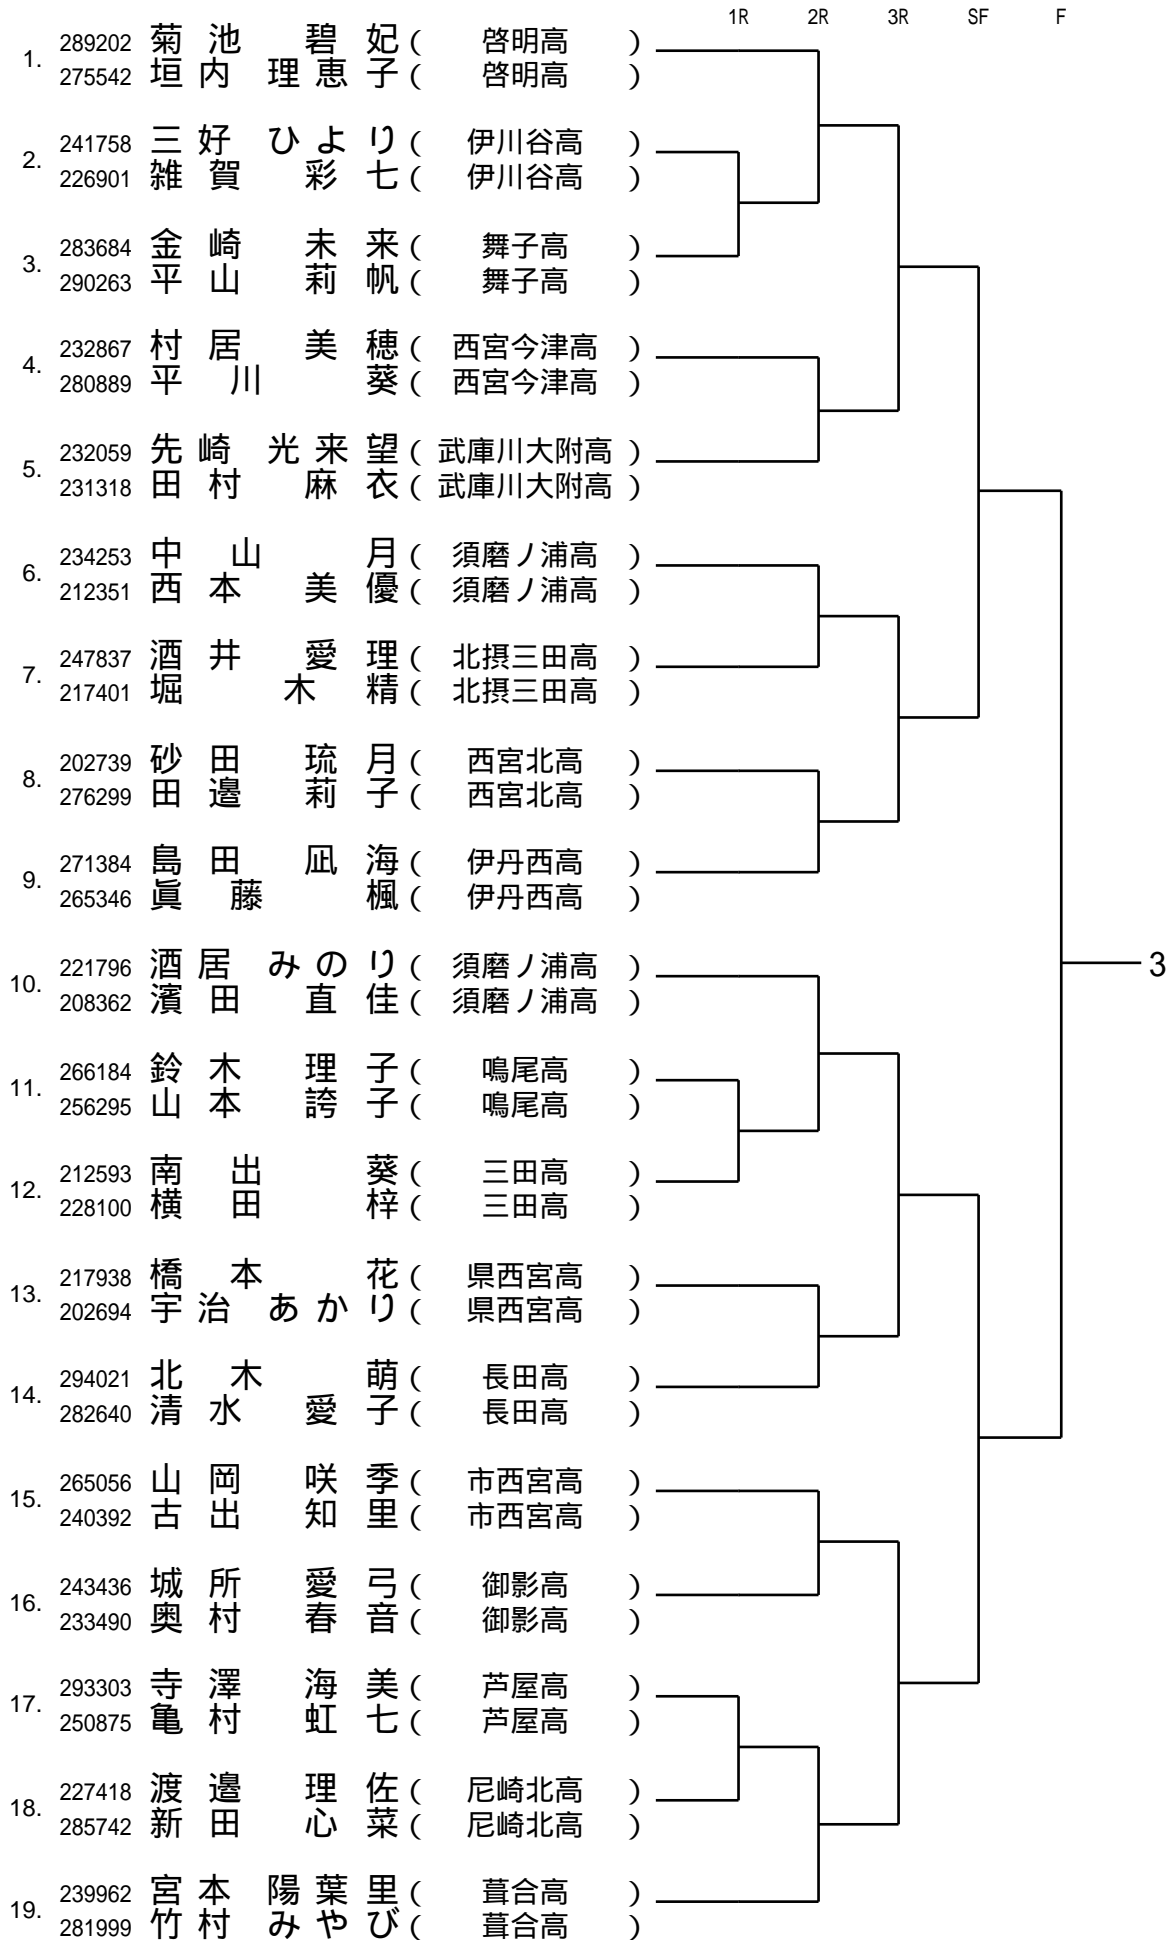 1R 2R 3R SF F
1.
289202 菊池 碧妃 ( 啓明高 )
275542 垣内 理恵子 ( 啓明高 )
2.
241758 三好 ひより ( 伊川谷高 )
226901 雑賀 彩七 ( 伊川谷高 )
3.
283684 金崎 未来 ( 舞子高 )
290263 平山 莉帆 ( 舞子高 )
4.
232867 村居 美穂 ( 西宮今津高 )
280889 平川 葵 ( 西宮今津高 )
5.
232059 先崎 光来望 ( 武庫川大附高 )
231318 田村 麻衣 ( 武庫川大附高 )
6.
234253 中山 月 ( 須磨ノ浦高 )
212351 西本 美優 ( 須磨ノ浦高 )
7.
247837 酒井 愛理 ( 北摂三田高 )
217401 堀 木 精 ( 北摂三田高 )
8.
202739 砂田 琉月 ( 西宮北高 )
276299 田邉 莉子 ( 西宮北高 )
9.
271384 島田 凪海 ( 伊丹西高 )
265346 眞藤 楓 ( 伊丹西高 )
3
10.
221796 酒居 みのり ( 須磨ノ浦高 )
208362 濱田 直佳 ( 須磨ノ浦高 )
11.
266184 鈴木 理子 ( 鳴尾高 )
256295 山本 誇子 ( 鳴尾高 )
12.
212593 南出 葵 ( 三田高 )
228100 横田 梓 ( 三田高 )
13.
217938 橋本 花 ( 県西宮高 )
202694 宇治 あかり ( 県西宮高 )
14.
294021 北木 萌 ( 長田高 )
282640 清水 愛子 ( 長田高 )
15.
265056 山岡 咲季 ( 市西宮高 )
240392 古出 知里 ( 市西宮高 )
16.
243436 城所 愛弓 ( 御影高 )
233490 奥村 春音 ( 御影高 )
17.
293303 寺澤 海美 ( 芦屋高 )
250875 亀村 虹七 ( 芦屋高 )
18.
227418 渡邉 理佐 ( 尼崎北高 )
285742 新田 心菜 ( 尼崎北高 )
19.
239962 宮本 陽葉里 ( 葺合高 )
281999 竹村 みやび ( 葺合高 )